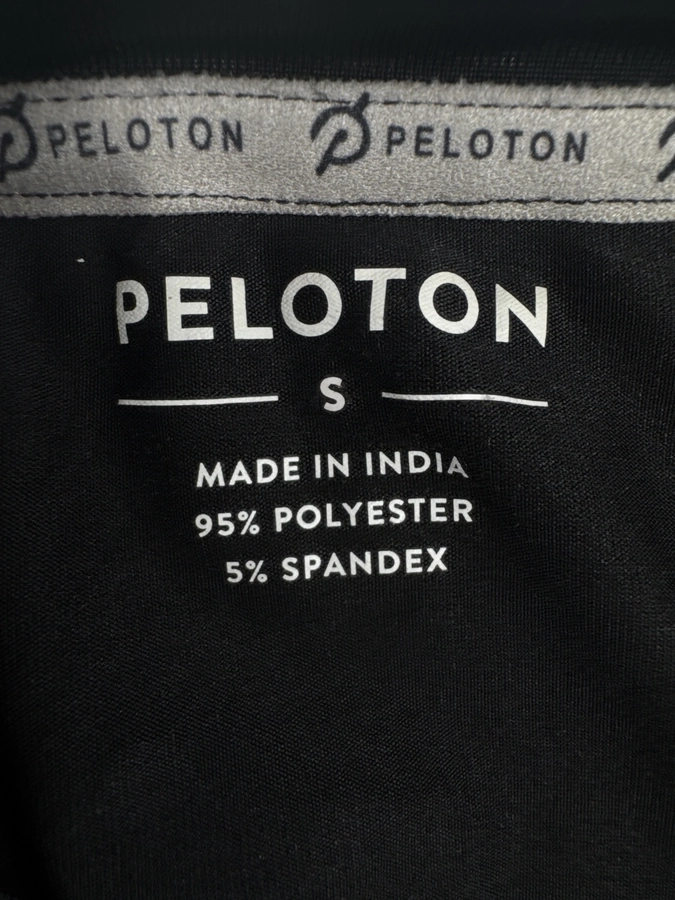 PELOTON PELOTON
PELOTON
S
MADE IN INDIA
95% POLYESTER
5% SPANDEX